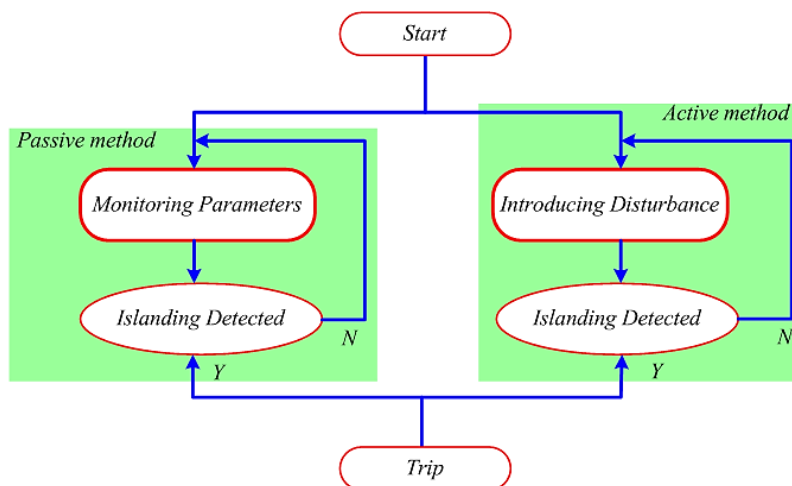 Start
Passive method
Active method
Monitoring Parameters
Introducing Disturbance
Islanding Detected
N
Y
Islanding Detected
N
Y
Trip